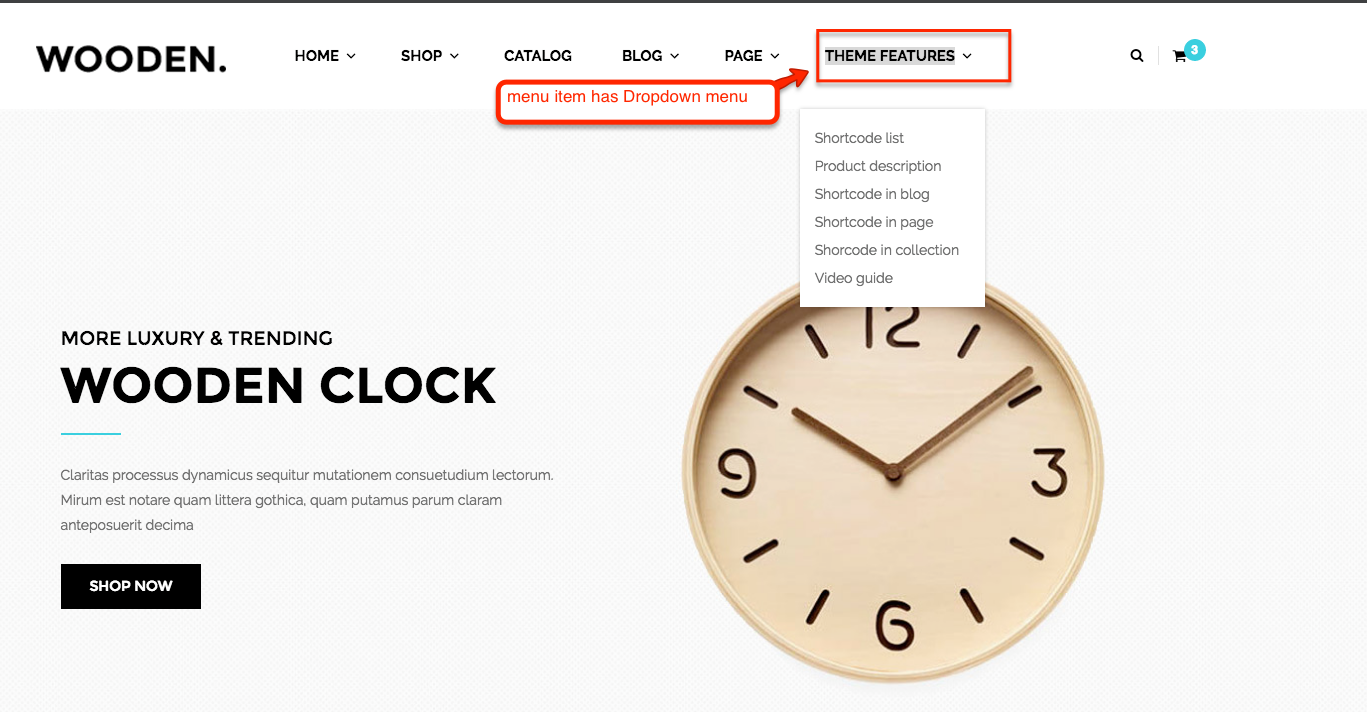 WOODEN.
HOME
SHOP
CATALOG
BLOG
PAGE
THEME FEATURES
3
menu item has Dropdown menu
Shortcode list
Product description
Shortcode in blog
Shortcode in page
Shorcode in collection
Video guide
MORE LUXURY & TRENDING
WOODEN CLOCK
Claritas processus dynamicus sequitur mutationem consuetudium lectorum.
Mirum est notare quam littera gothica, quam putamus parum claram
anteposuerit decima
SHOP NOW
12
9
3
6